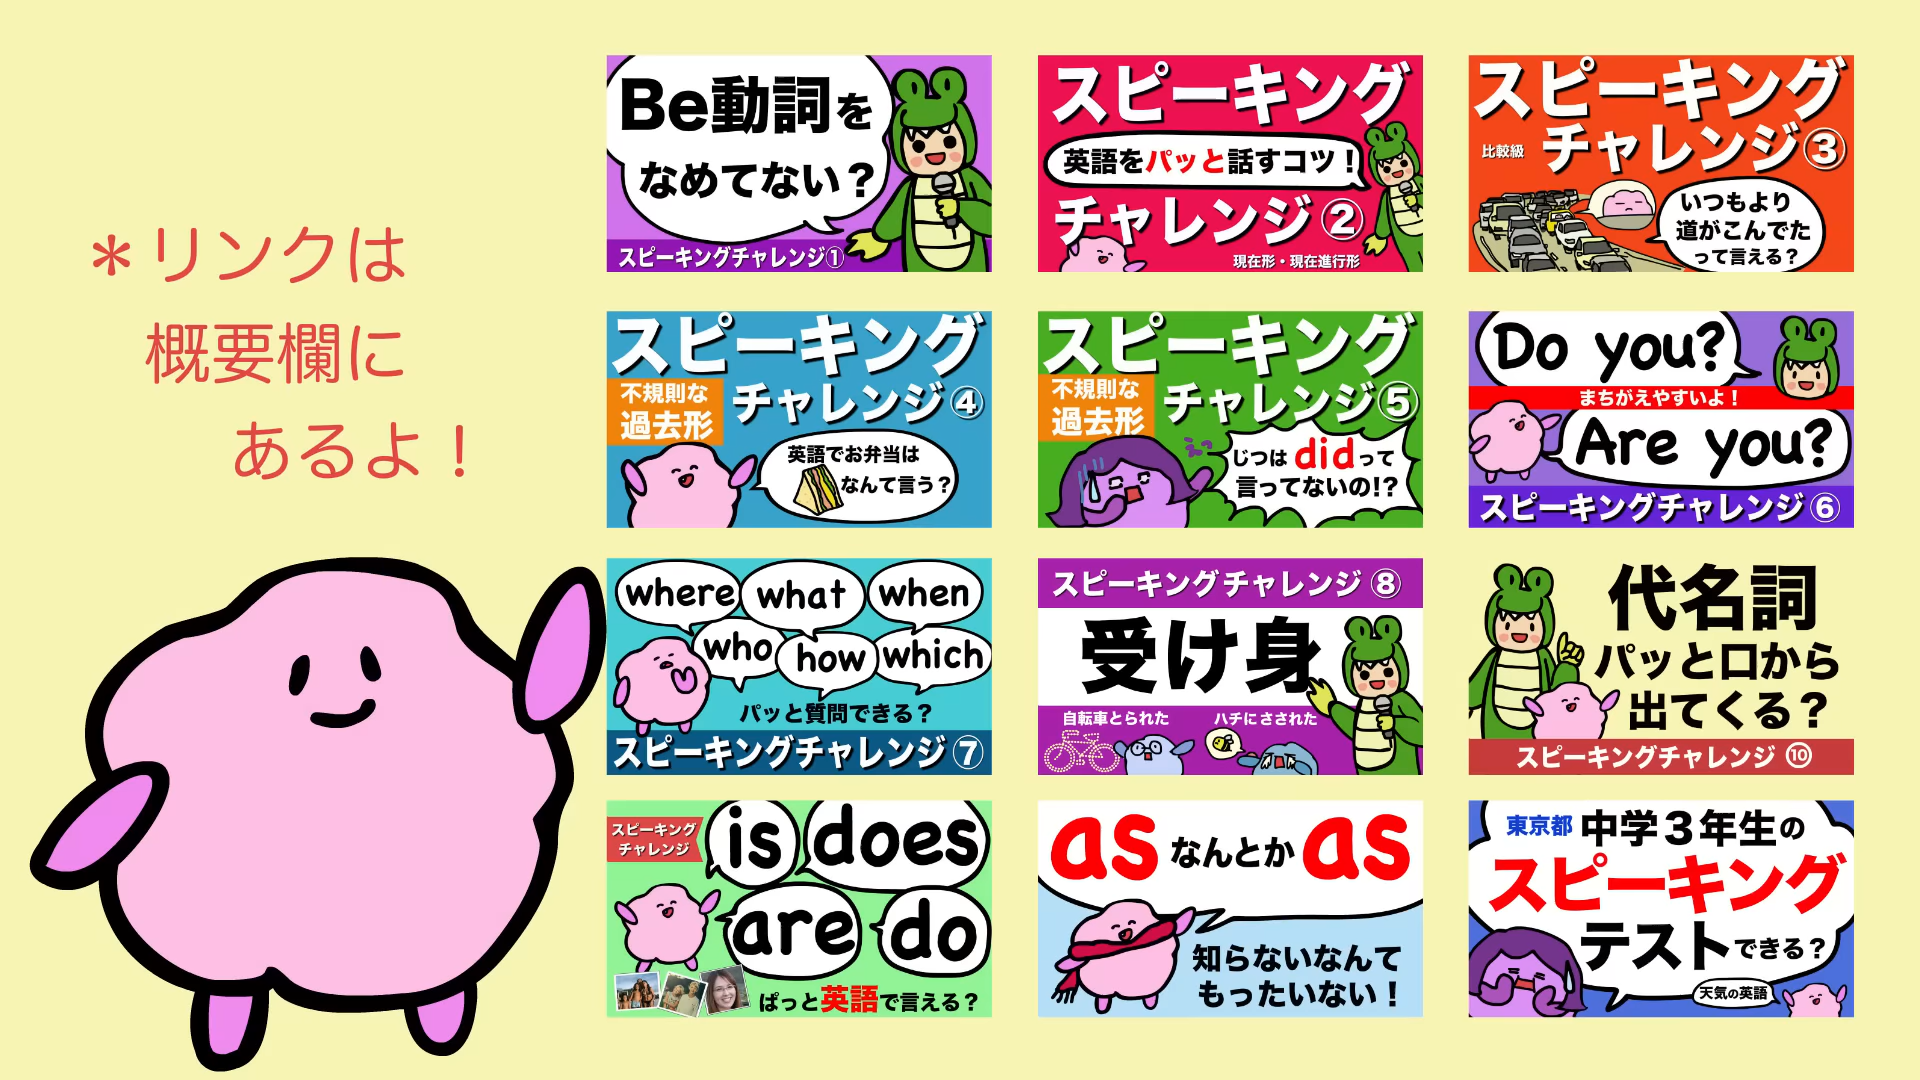 ＊リンクは
概要欄に
あるよ！
Be動詞を
なめてない？
スピーキングチャレンジ①
スピーキング
英語をパッと話すコツ！
チャレンジ②
現在形・現在進行形
スピーキング
比較級
チャレンジ③
いつもより
道がこんでた
って言える？
スピーキング
不規則な
過去形
チャレンジ④
英語でお弁当は
なんて言う？
スピーキング
不規則な
過去形
チャレンジ⑤
じつはdidって
言ってないの!?
Do you?
まちがえやすいよ！
Are you?
スピーキングチャレンジ⑥
where
what
when
who
how
which
パッと質問できる？
スピーキングチャレンジ⑦
スピーキングチャレンジ⑧
受け身
自転車とられた
ハチにさされた
代名詞
パッと口から
出てくる？
スピーキングチャレンジ⑩
スピーキング
チャレンジ
is
does
are
do
ぱっと英語で言える？
asなんとかas
知らないなんて
もったいない！
東京都 中学３年生の
スピーキング
テストできる？
天気の英語